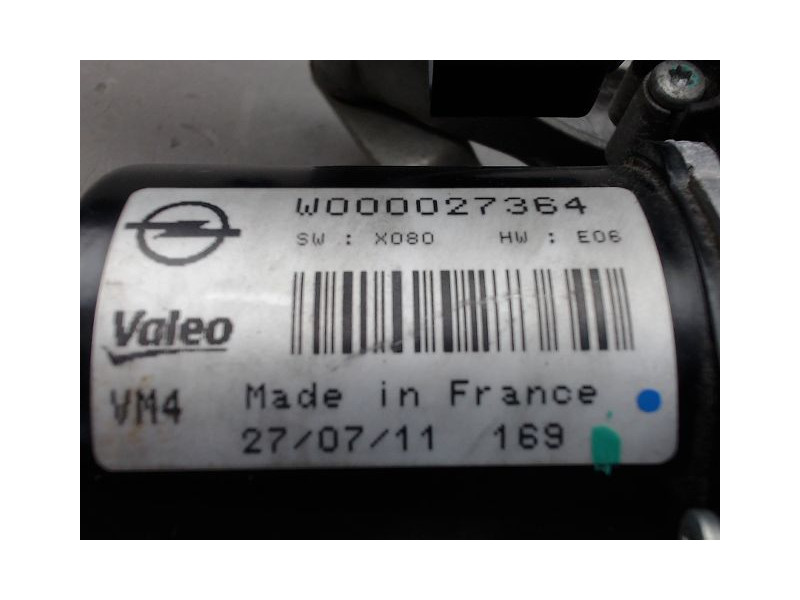 W000027364
SW : X080 HW : E06
Valeo
VM4
Made in France
27/07/11 169